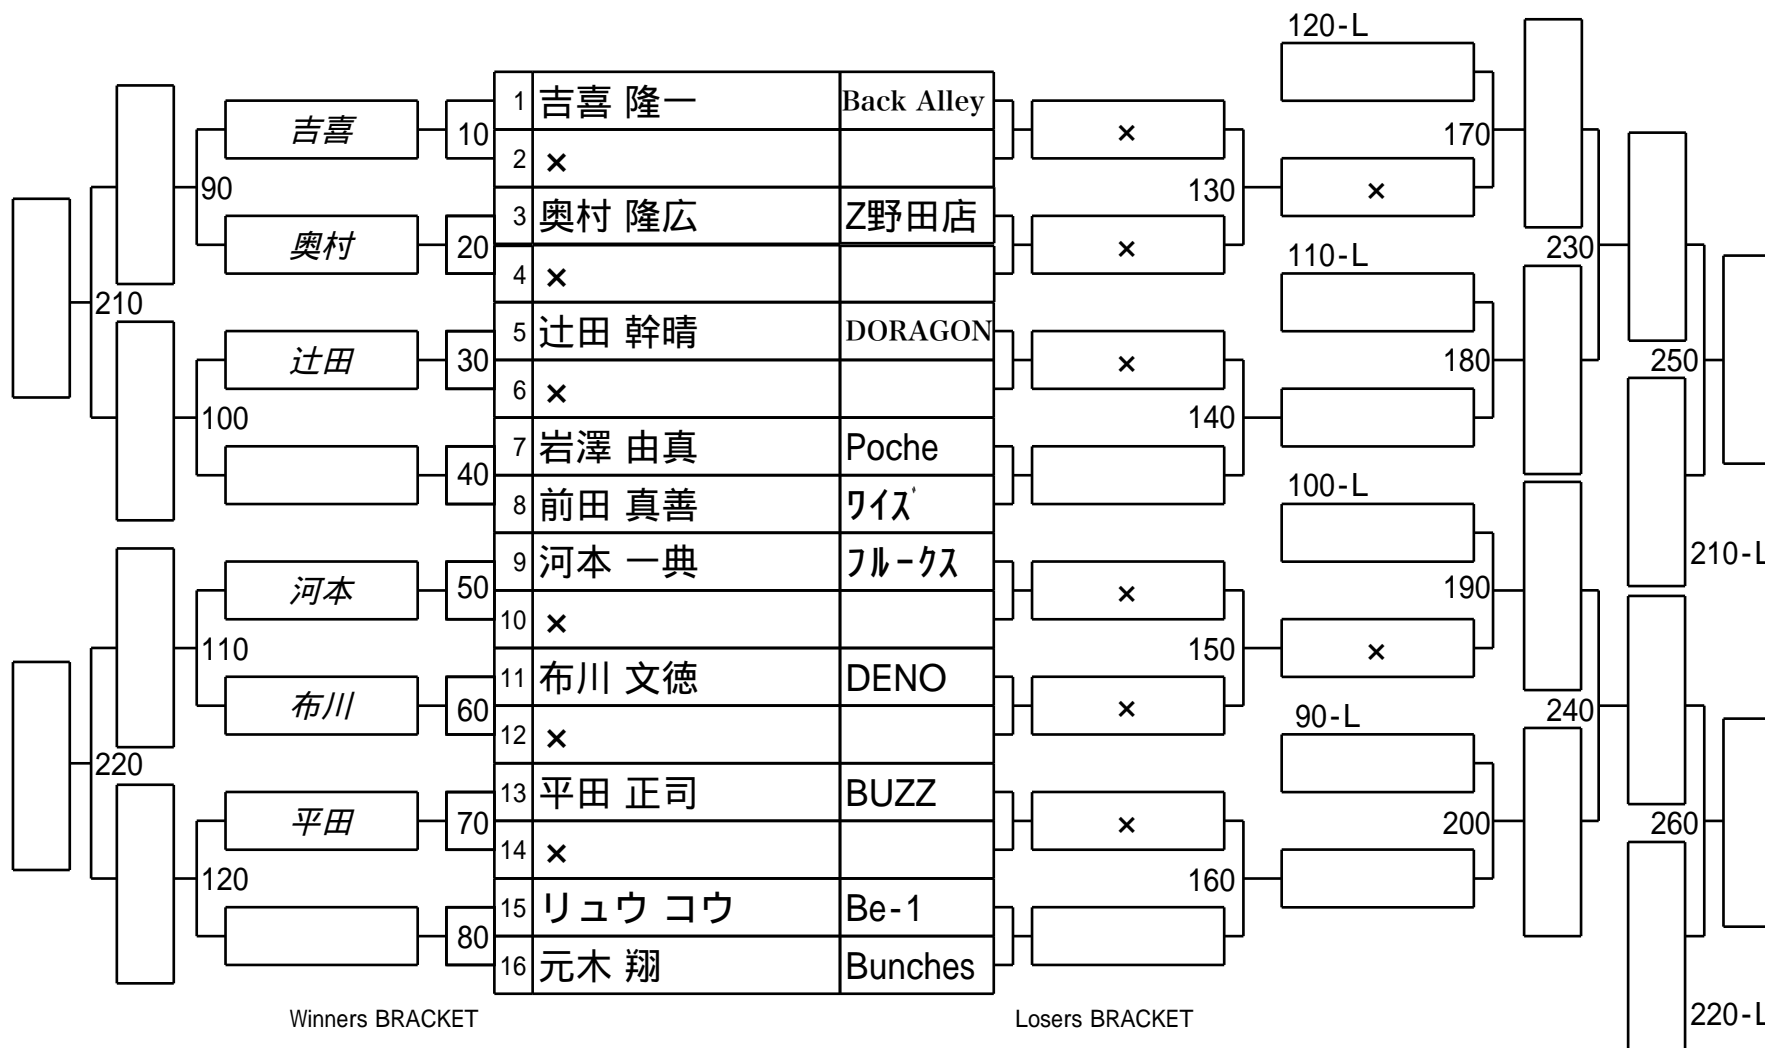 120-L
1 吉喜 隆一 Back Alley
吉喜 10 × 170
2 ×
90 130 ×
3 奥村 隆広 Z野田店
奥村 20 × 230
110-L
4 ×
210
5 辻田 幹晴 DORAGON
辻田 30 × 180 250
6 ×
100 140
7 岩澤 由真 Poche
40
8 前田 真善 ワイズ
100-L
9 河本 一典 フルークス
210-L
河本 50 × 190
10 ×
110 150 ×
11 布川 文徳 DENO
布川 60 × 240
90-L
12 ×
220
13 平田 正司 BUZZ
平田 70 × 200 260
14 ×
120 160
15 リュウ コウ Be-1
80
16 元木 翔 Bunches
Winners BRACKET Losers BRACKET
220-L